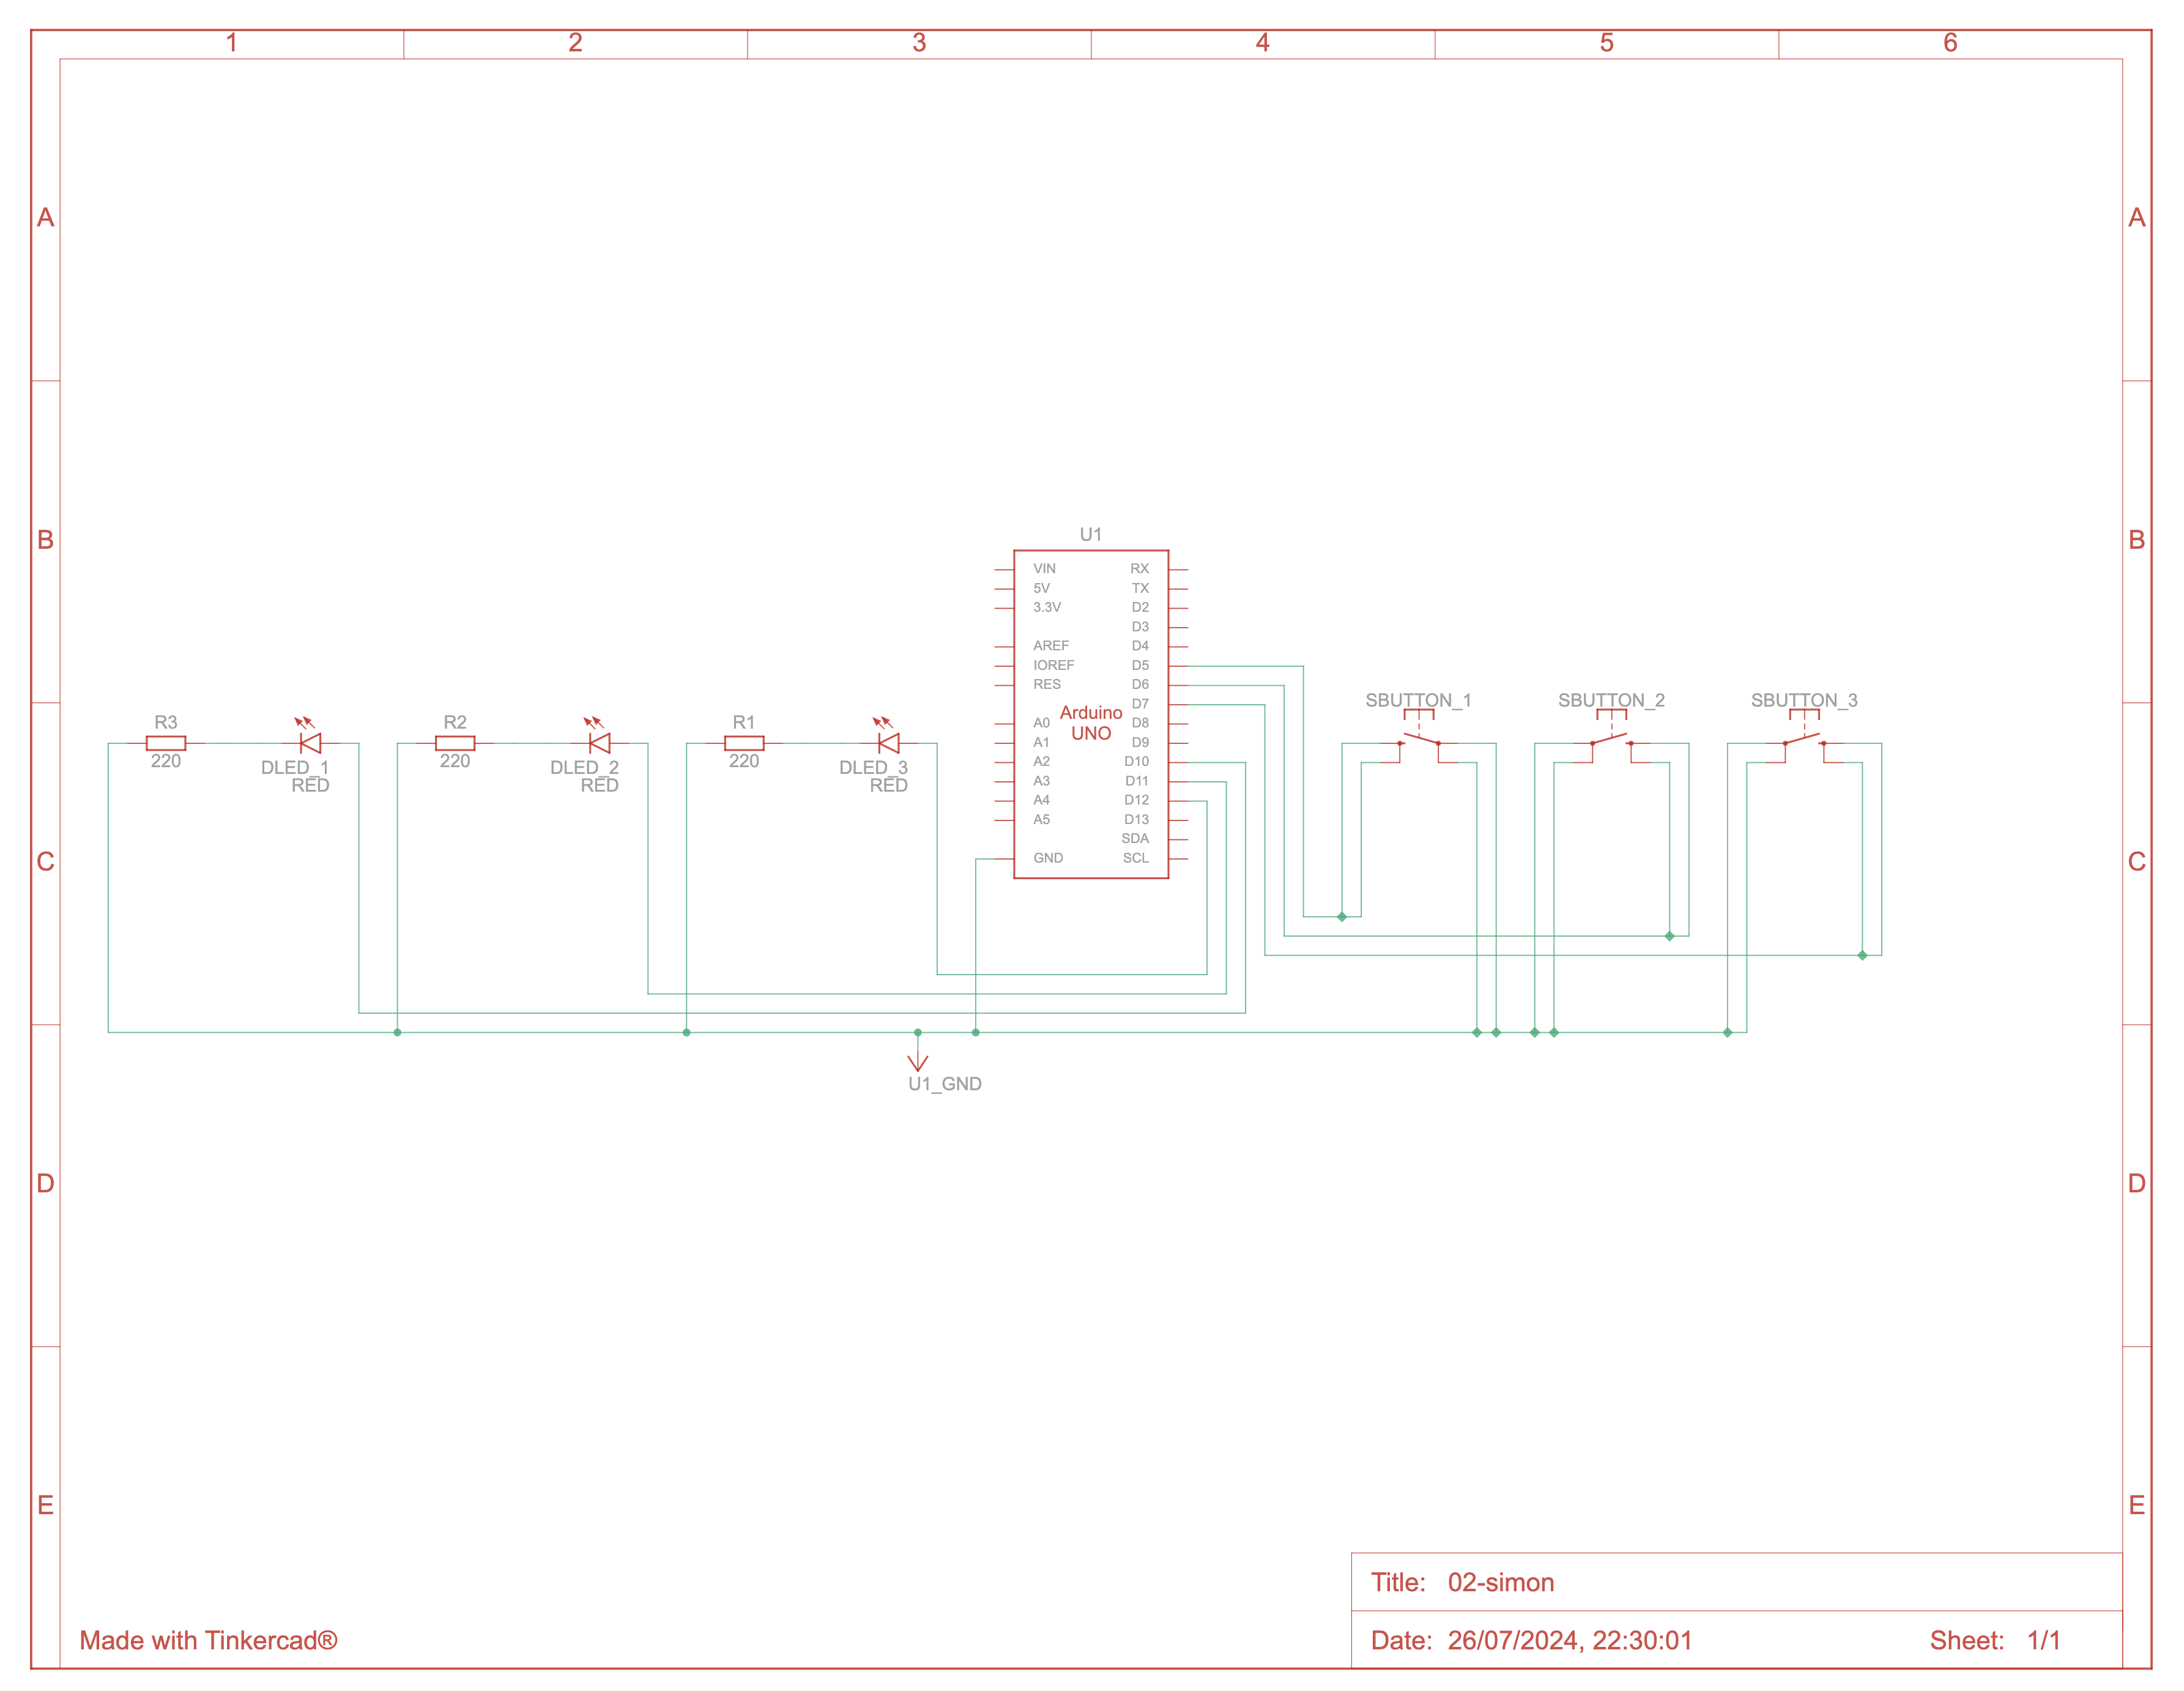 1 2 3 4 5 6
A A
B B
U1
VIN RX
5V TX
3.3V D2
D3
AREF D4
IOREF D5
RES D6
D7
Arduino
UNO
A0 D8
A1 D9
A2 D10
A3 D11
A4 D12
A5 D13
SDA
GND SCL
R3
220
DLED_1
RED
R2
220
DLED_2
RED
R1
220
DLED_3
RED
SBUTTON_1
SBUTTON_2
SBUTTON_3
C C
U1_GND
D D
E E
Title: 02-simon
Made with Tinkercad®
Date: 26/07/2024, 22:30:01 Sheet: 1/1